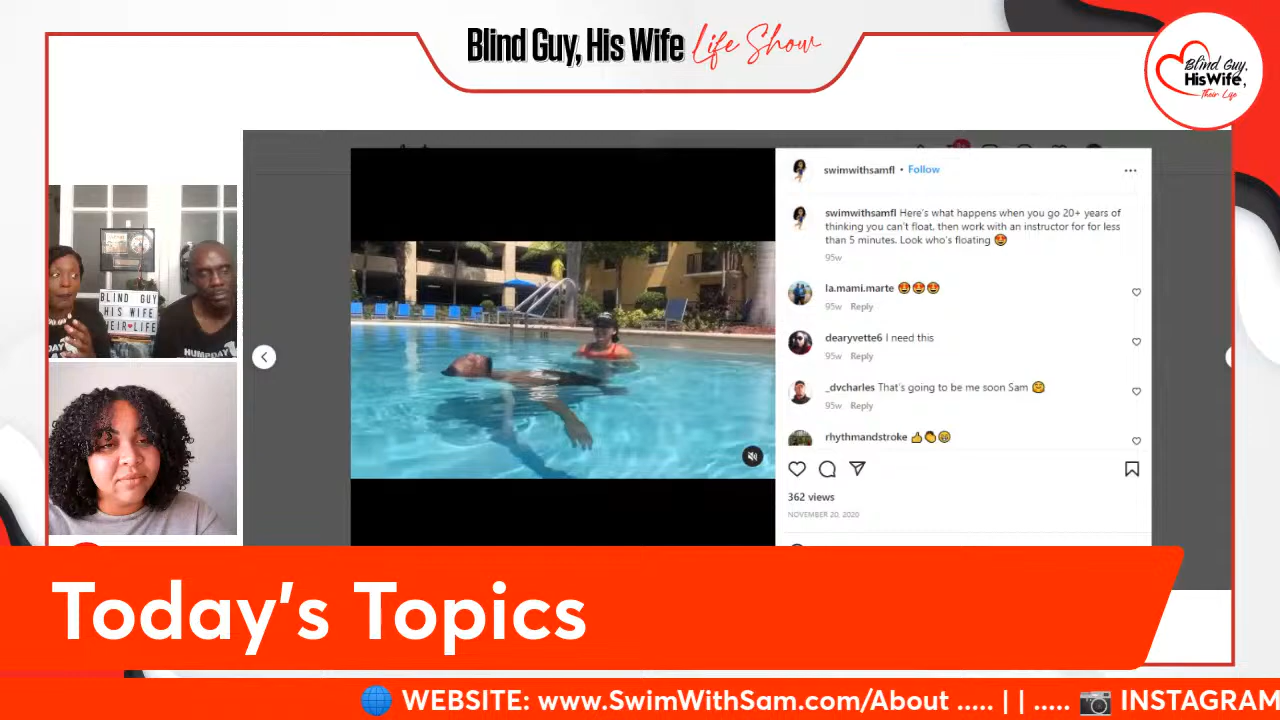 Blind Guy, His Wife Life Show
Blind Guy,
His Wife,
Their Life
BLIND GUY
HIS WIFE
HEIR♥LIFE
HUMPDAY
HUMPDAY
swimwithsamfl • Follow
swimwithsamfl Here's what happens when you go 20+ years of
thinking you can't float, then work with an instructor for for less
than 5 minutes. Look who's floating 🤩
95w
la.mami.marte 🤩🤩🤩
95w Reply
dearyvette6 I need this
95w Reply
_dvcharles That's going to be me soon Sam 😊
95w Reply
rhythmandstroke 👍👏😁
362 views
NOVEMBER 20, 2020
Today's Topics
🌐 WEBSITE: www.SwimWithSam.com/About ..... | | ..... 📷 INSTAGRAM